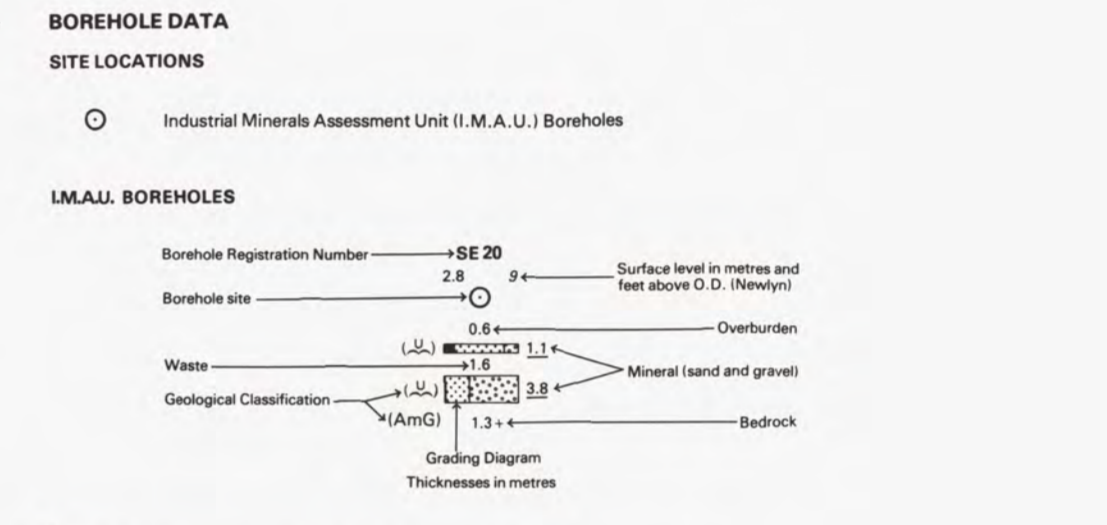 BOREHOLE DATA
SITE LOCATIONS
Industrial Minerals Assessment Unit (I.M.A.U.) Boreholes
I.M.A.U. BOREHOLES
Borehole Registration Number SE 20
2.8 9 Surface level in metres and
feet above O.D. (Newlyn)
Borehole site
0.6 Overburden
(U) 1.1
Waste 1.6
Mineral (sand and gravel)
(U) 3.8
Geological Classification
(AmG) 1.3+ Bedrock
Grading Diagram
Thicknesses in metres